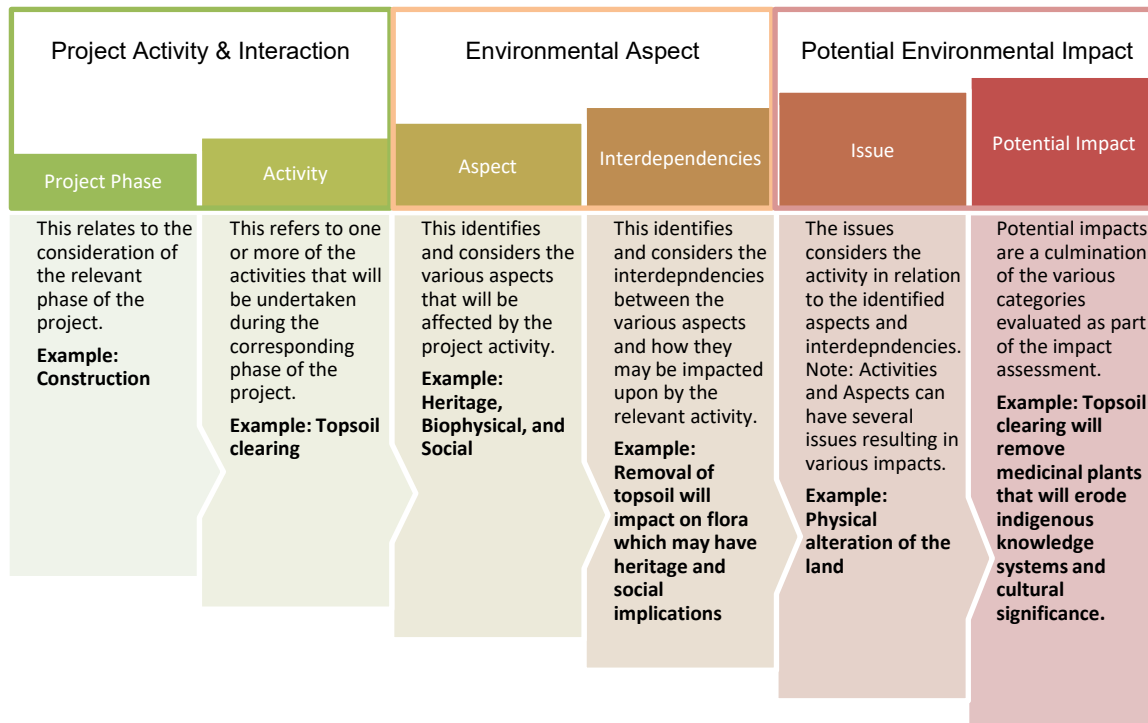 Project Activity & Interaction
Environmental Aspect
Potential Environmental Impact
Project Phase
Activity
Aspect
Interdependencies
Issue
Potential Impact
This relates to the
consideration of
the relevant
phase of the
project.
Example:
Construction
This refers to one
or more of the
activities that will
be undertaken
during the
corresponding
phase of the
project.
Example: Topsoil
clearing
This identifies
and considers the
various aspects
that will be
affected by the
project activity.
Example:
Heritage,
Biophysical, and
Social
This identifies
and considers the
interdepndencies
between the
various aspects
and how they
may be impacted
upon by the
relevant activity.
Example:
Removal of
topsoil will
impact on flora
which may have
heritage and
social
implications
The issues
considers the
activity in relation
to the identified
aspects and
interdepndencies.
Note: Activities
and Aspects can
have several
issues resulting in
various impacts.
Example:
Physical
alteration of the
land
Potential impacts
are a culmination
of the various
categories
evaluated as part
of the impact
assessment.
Example: Topsoil
clearing will
remove
medicinal plants
that will erode
indigenous
knowledge
systems and
cultural
significance.